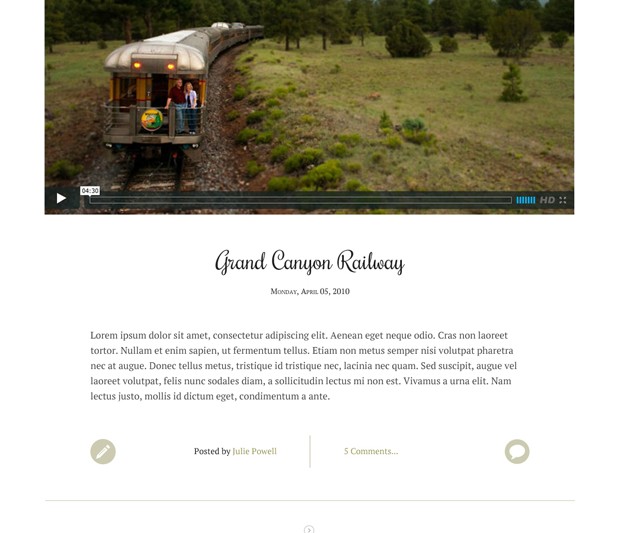 04:30
HD
Grand Canyon Railway
Monday, April 05, 2010
Lorem ipsum dolor sit amet, consectetur adipiscing elit. Aenean eget neque odio. Cras non laoreet
tortor. Nullam et enim sapien, ut fermentum tellus. Etiam non metus semper nisi volutpat pharetra
nec at augue. Donec tellus metus, tristique id tristique nec, lacinia nec quam. Sed suscipit, augue vel
laoreet volutpat, felis nunc sodales diam, a sollicitudin lectus mi non est. Vivamus a urna elit. Nam
lectus justo, mollis id dictum eget, condimentum a ante.
Posted by Julie Powell
5 Comments...